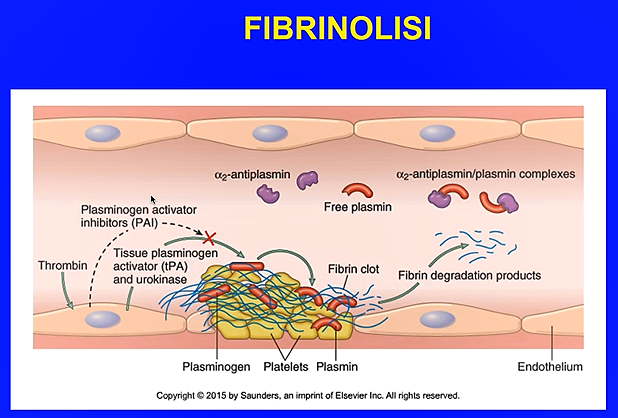 FIBRINOLISI
α2-antiplasmin
α2-antiplasmin/plasmin complexes
Free plasmin
Plasminogen activator
inhibitors (PAI)
Tissue plasminogen
activator (tPA)
and urokinase
Thrombin
Fibrin clot
Fibrin degradation products
Plasminogen
Platelets
Plasmin
Endothelium
Copyright © 2015 by Saunders, an imprint of Elsevier Inc. All rights reserved.